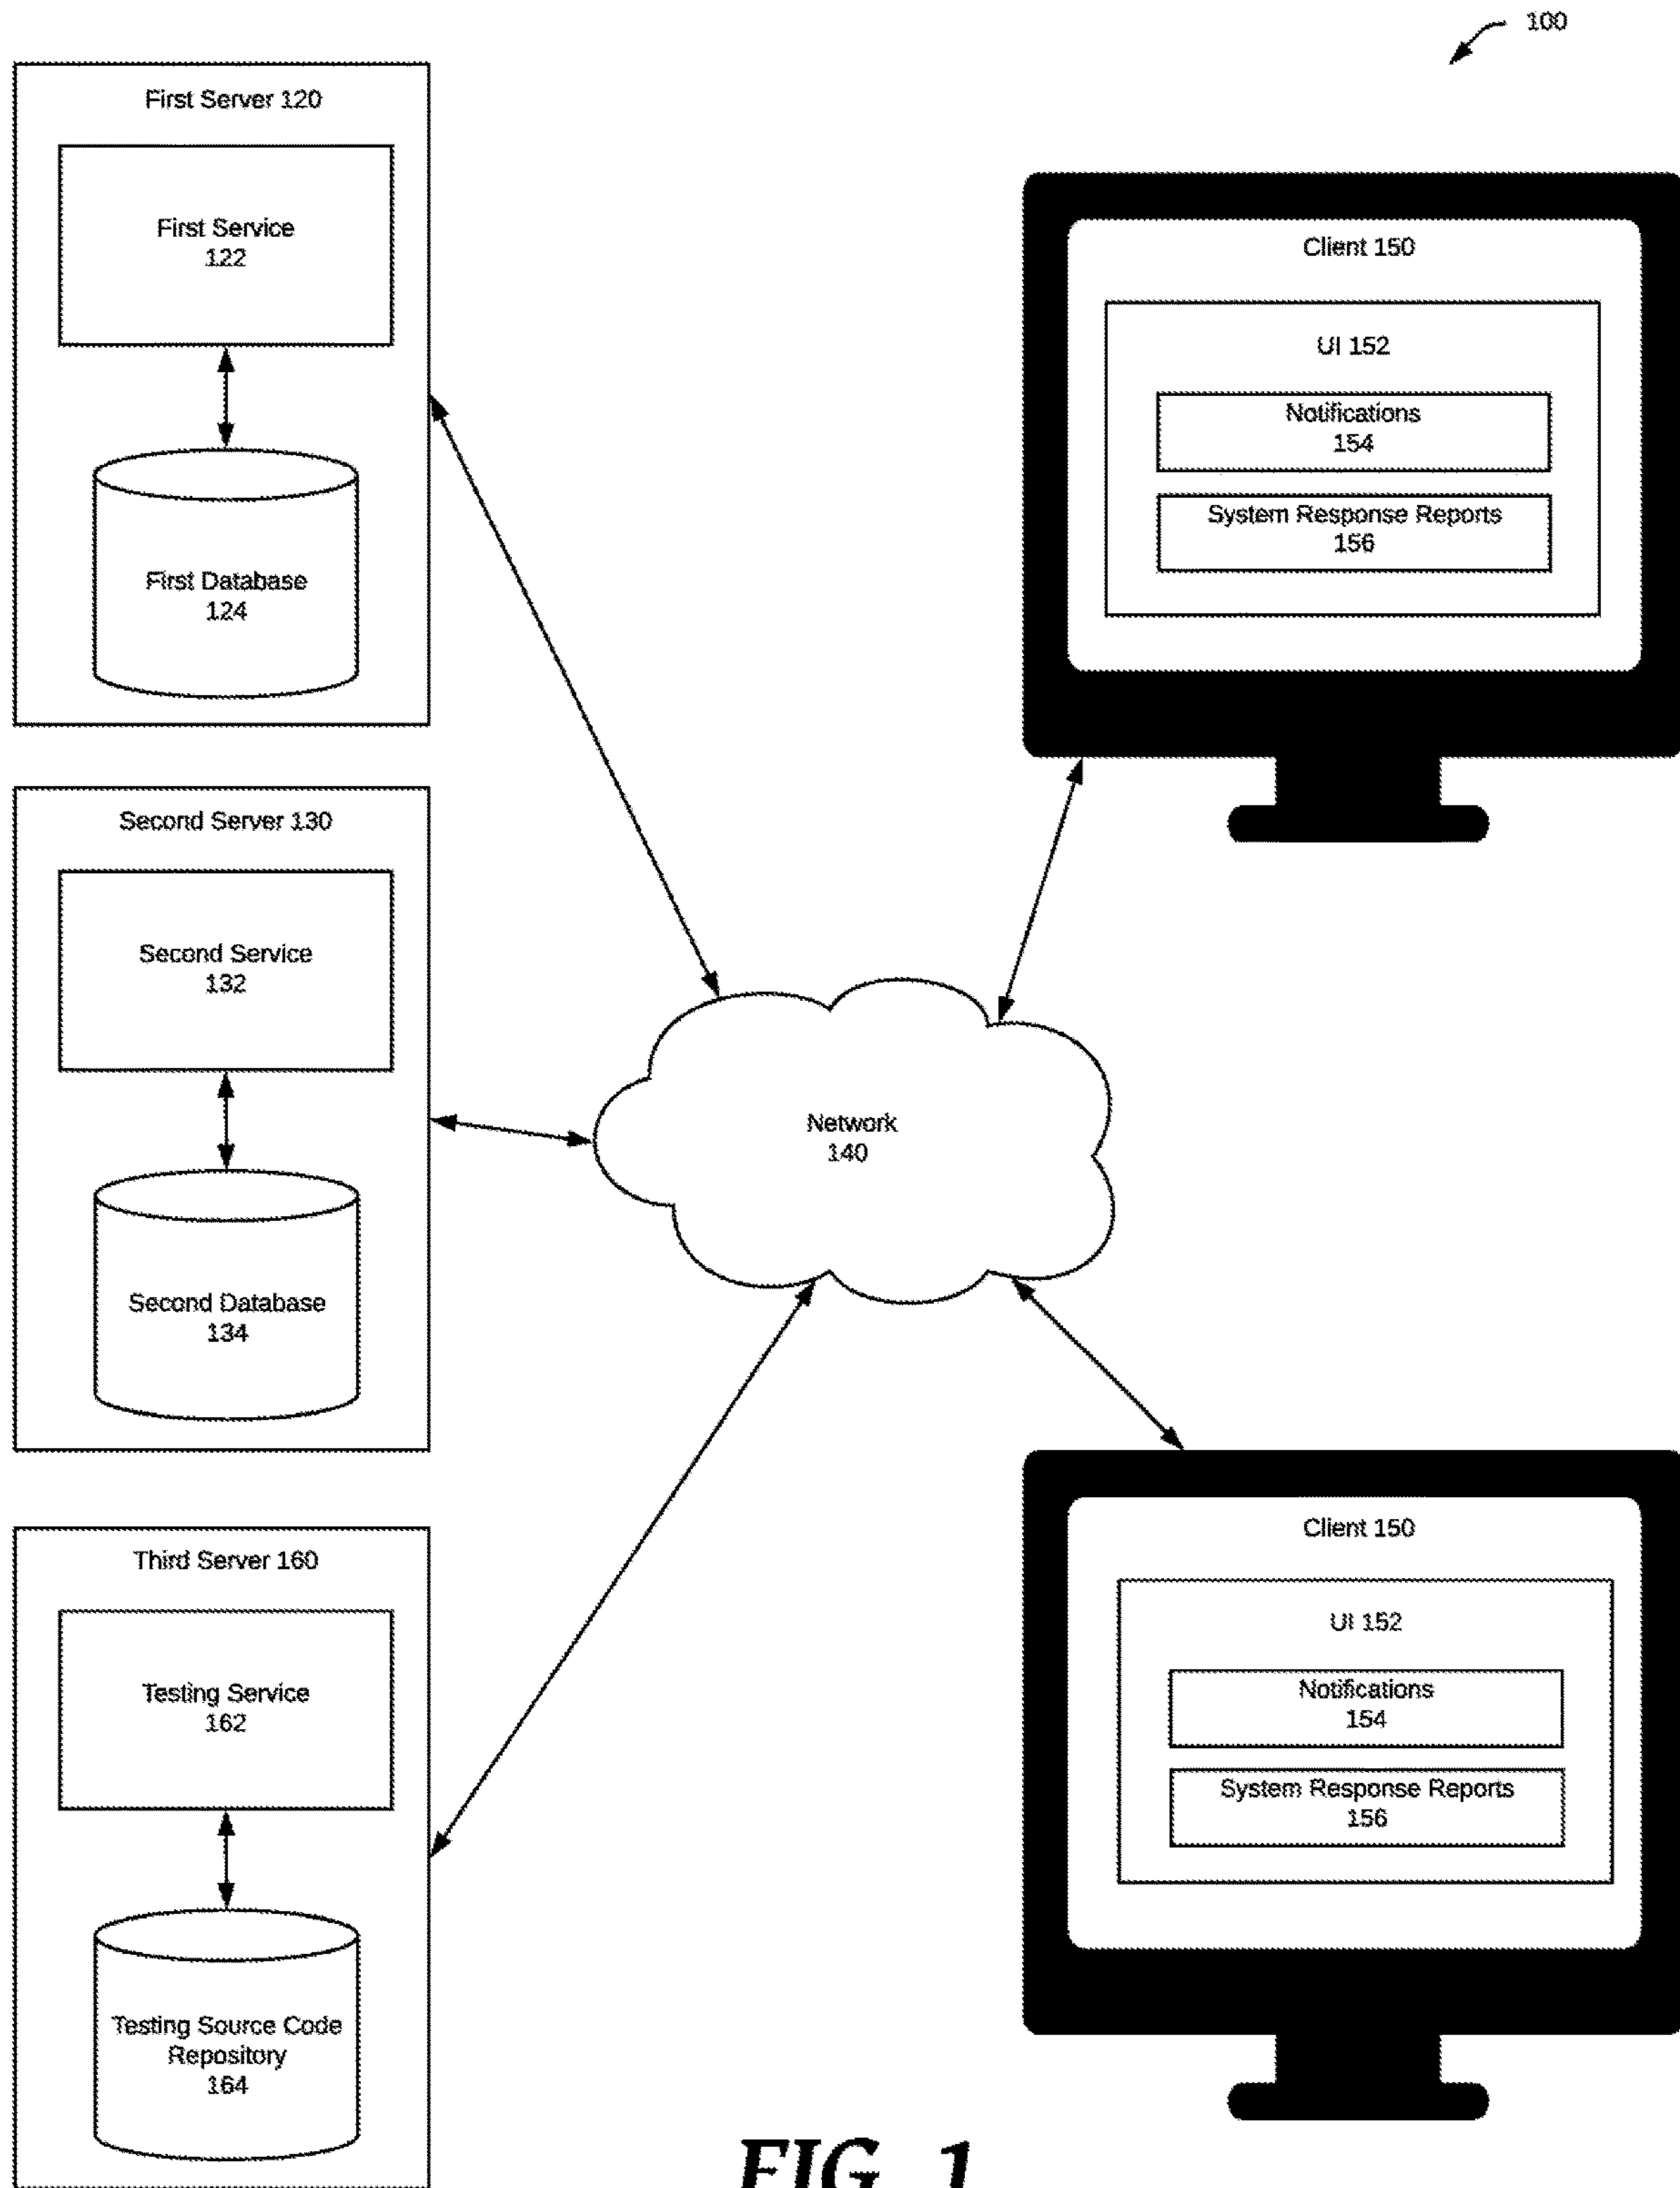 100
First Server 120
First Service
122
First Database
124
Second Server 130
Second Service
132
Second Database
134
Third Server 160
Testing Service
162
Testing Source Code
Repository
164
Network
140
Client 150
UI 152
Notifications
154
System Response Reports
156
Client 150
UI 152
Notifications
154
System Response Reports
156
FIG. 1